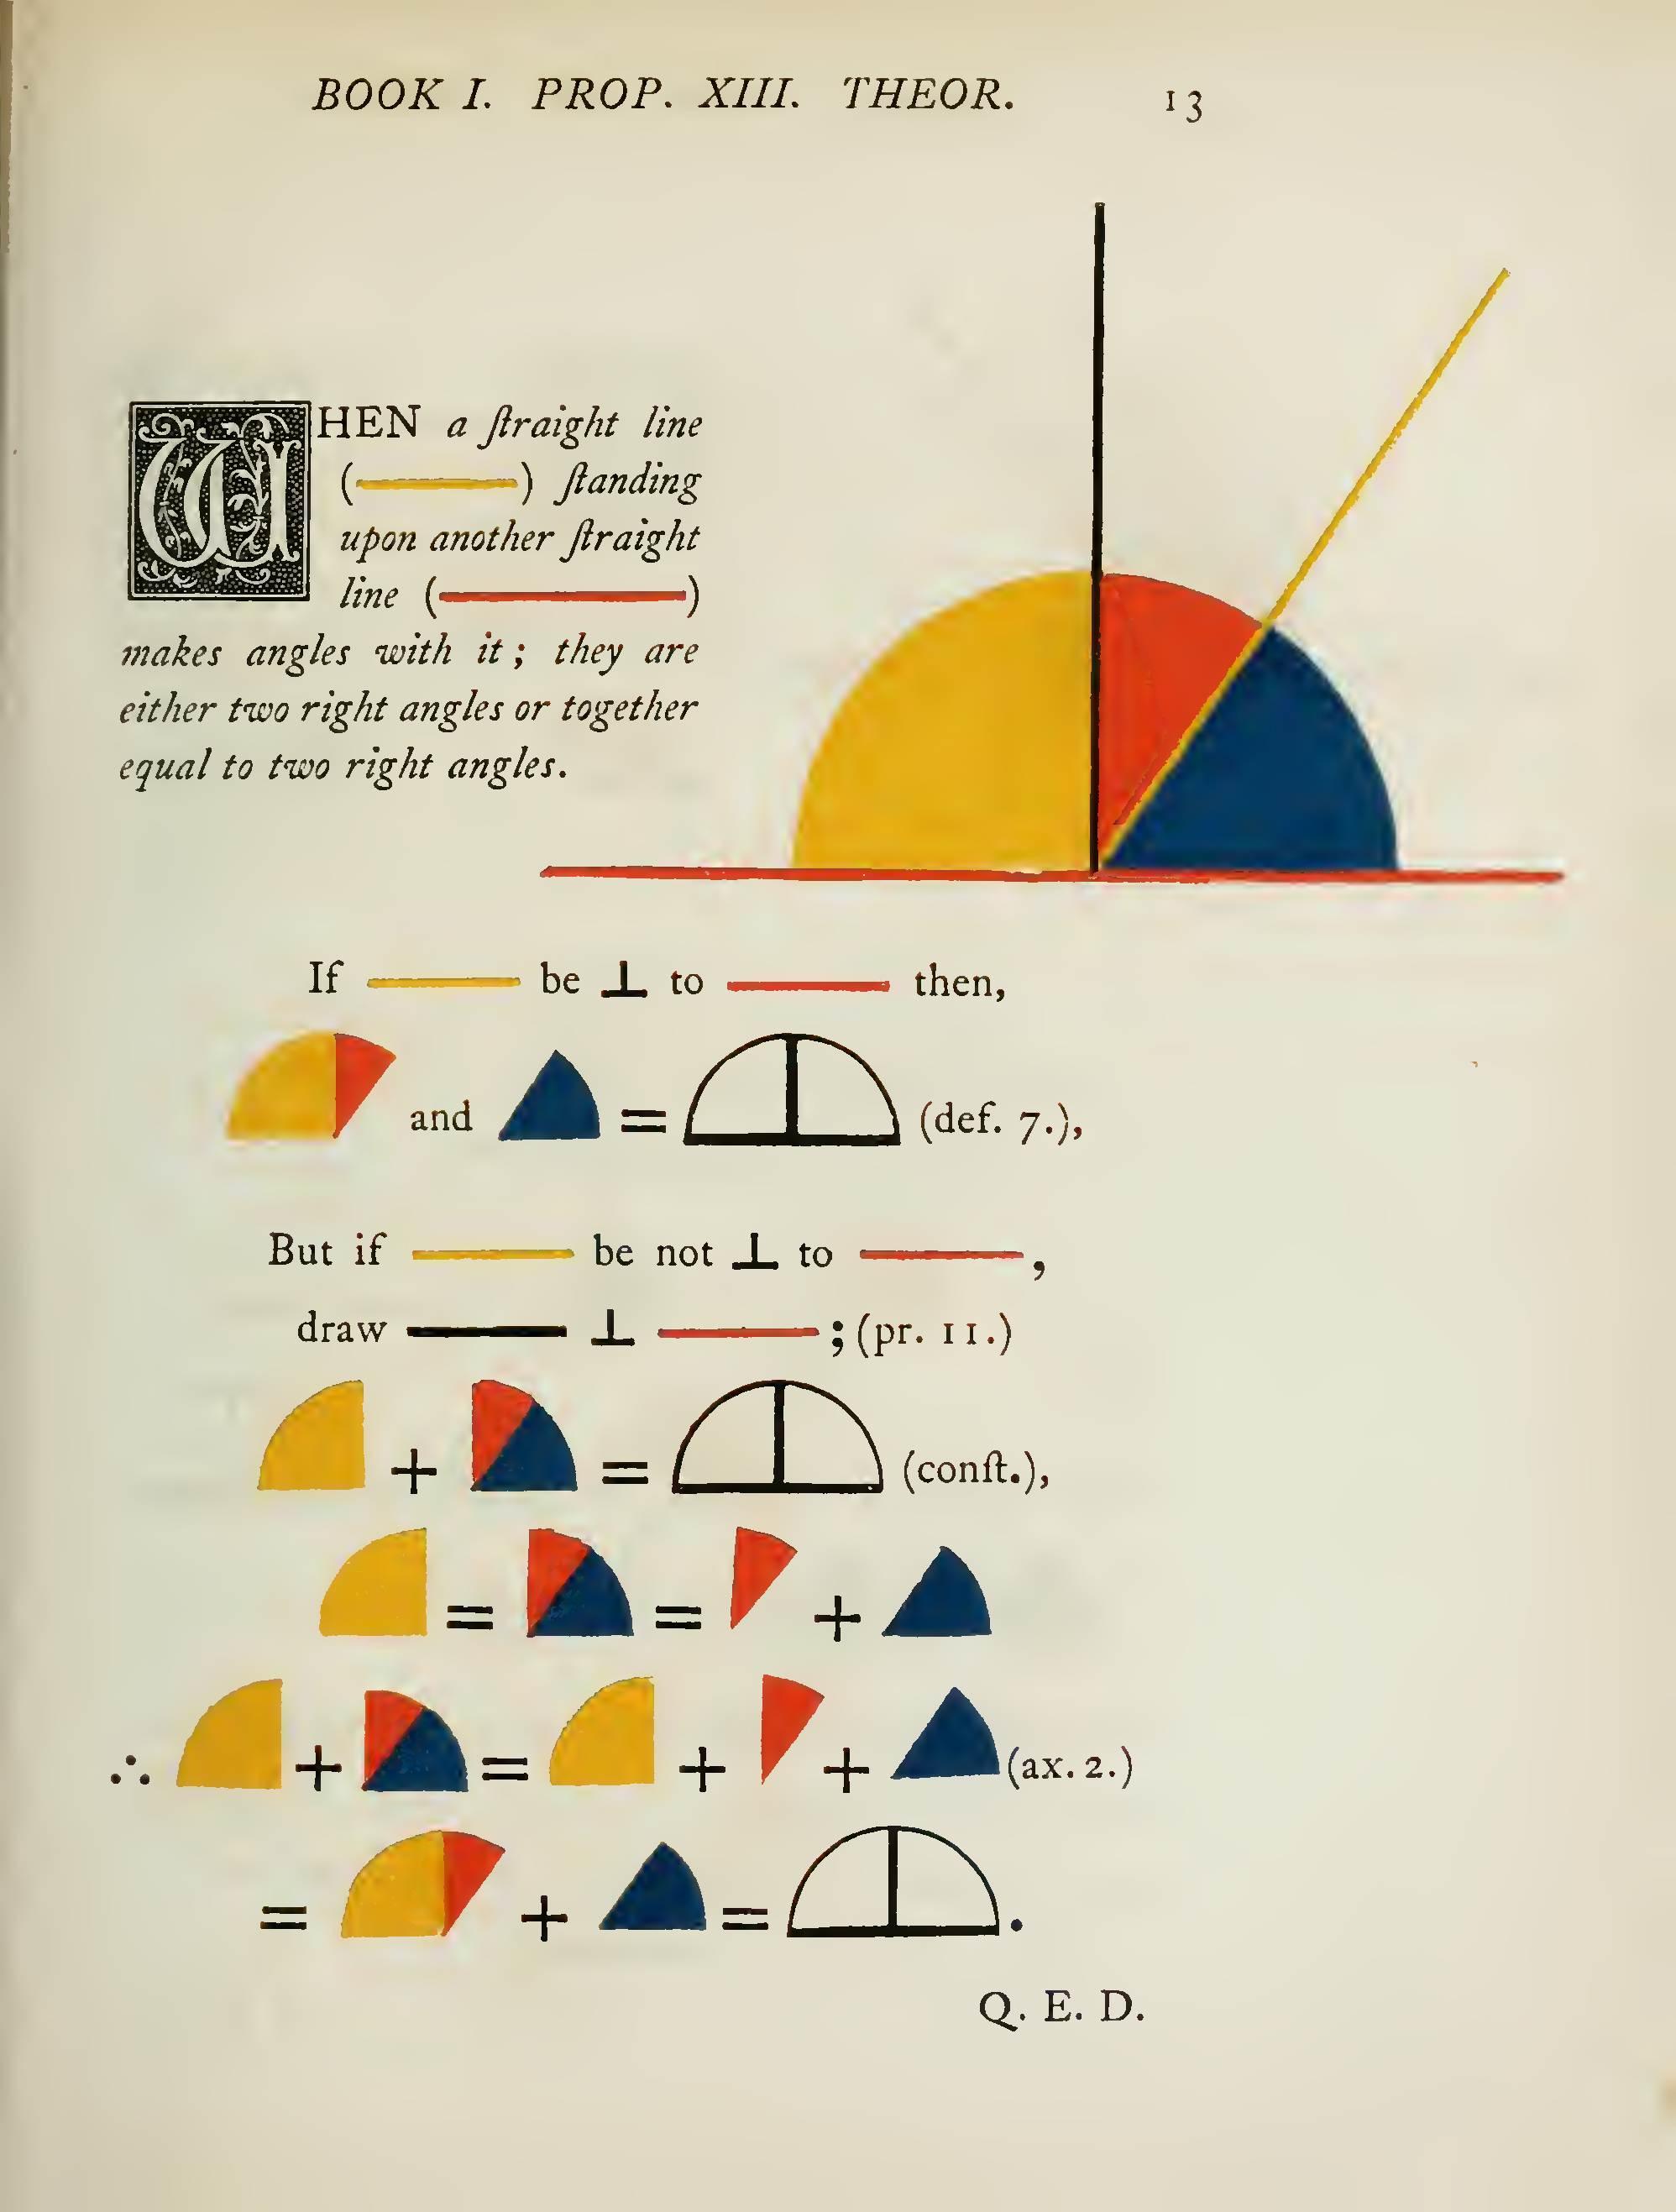 BOOK I. PROP. XIII. THEOR. 13
WHEN a ſtraight line
( ) ſtanding
upon another ſtraight
line ( )
makes angles with it; they are
either two right angles or together
equal to two right angles.
If be ⊥ to then,
and = (def. 7.),
But if be not ⊥ to ,
draw ⊥ ; (pr. 11.)
+ = (conſt.),
= = +
∴ + = + + (ax. 2.)
= + = .
Q. E. D.